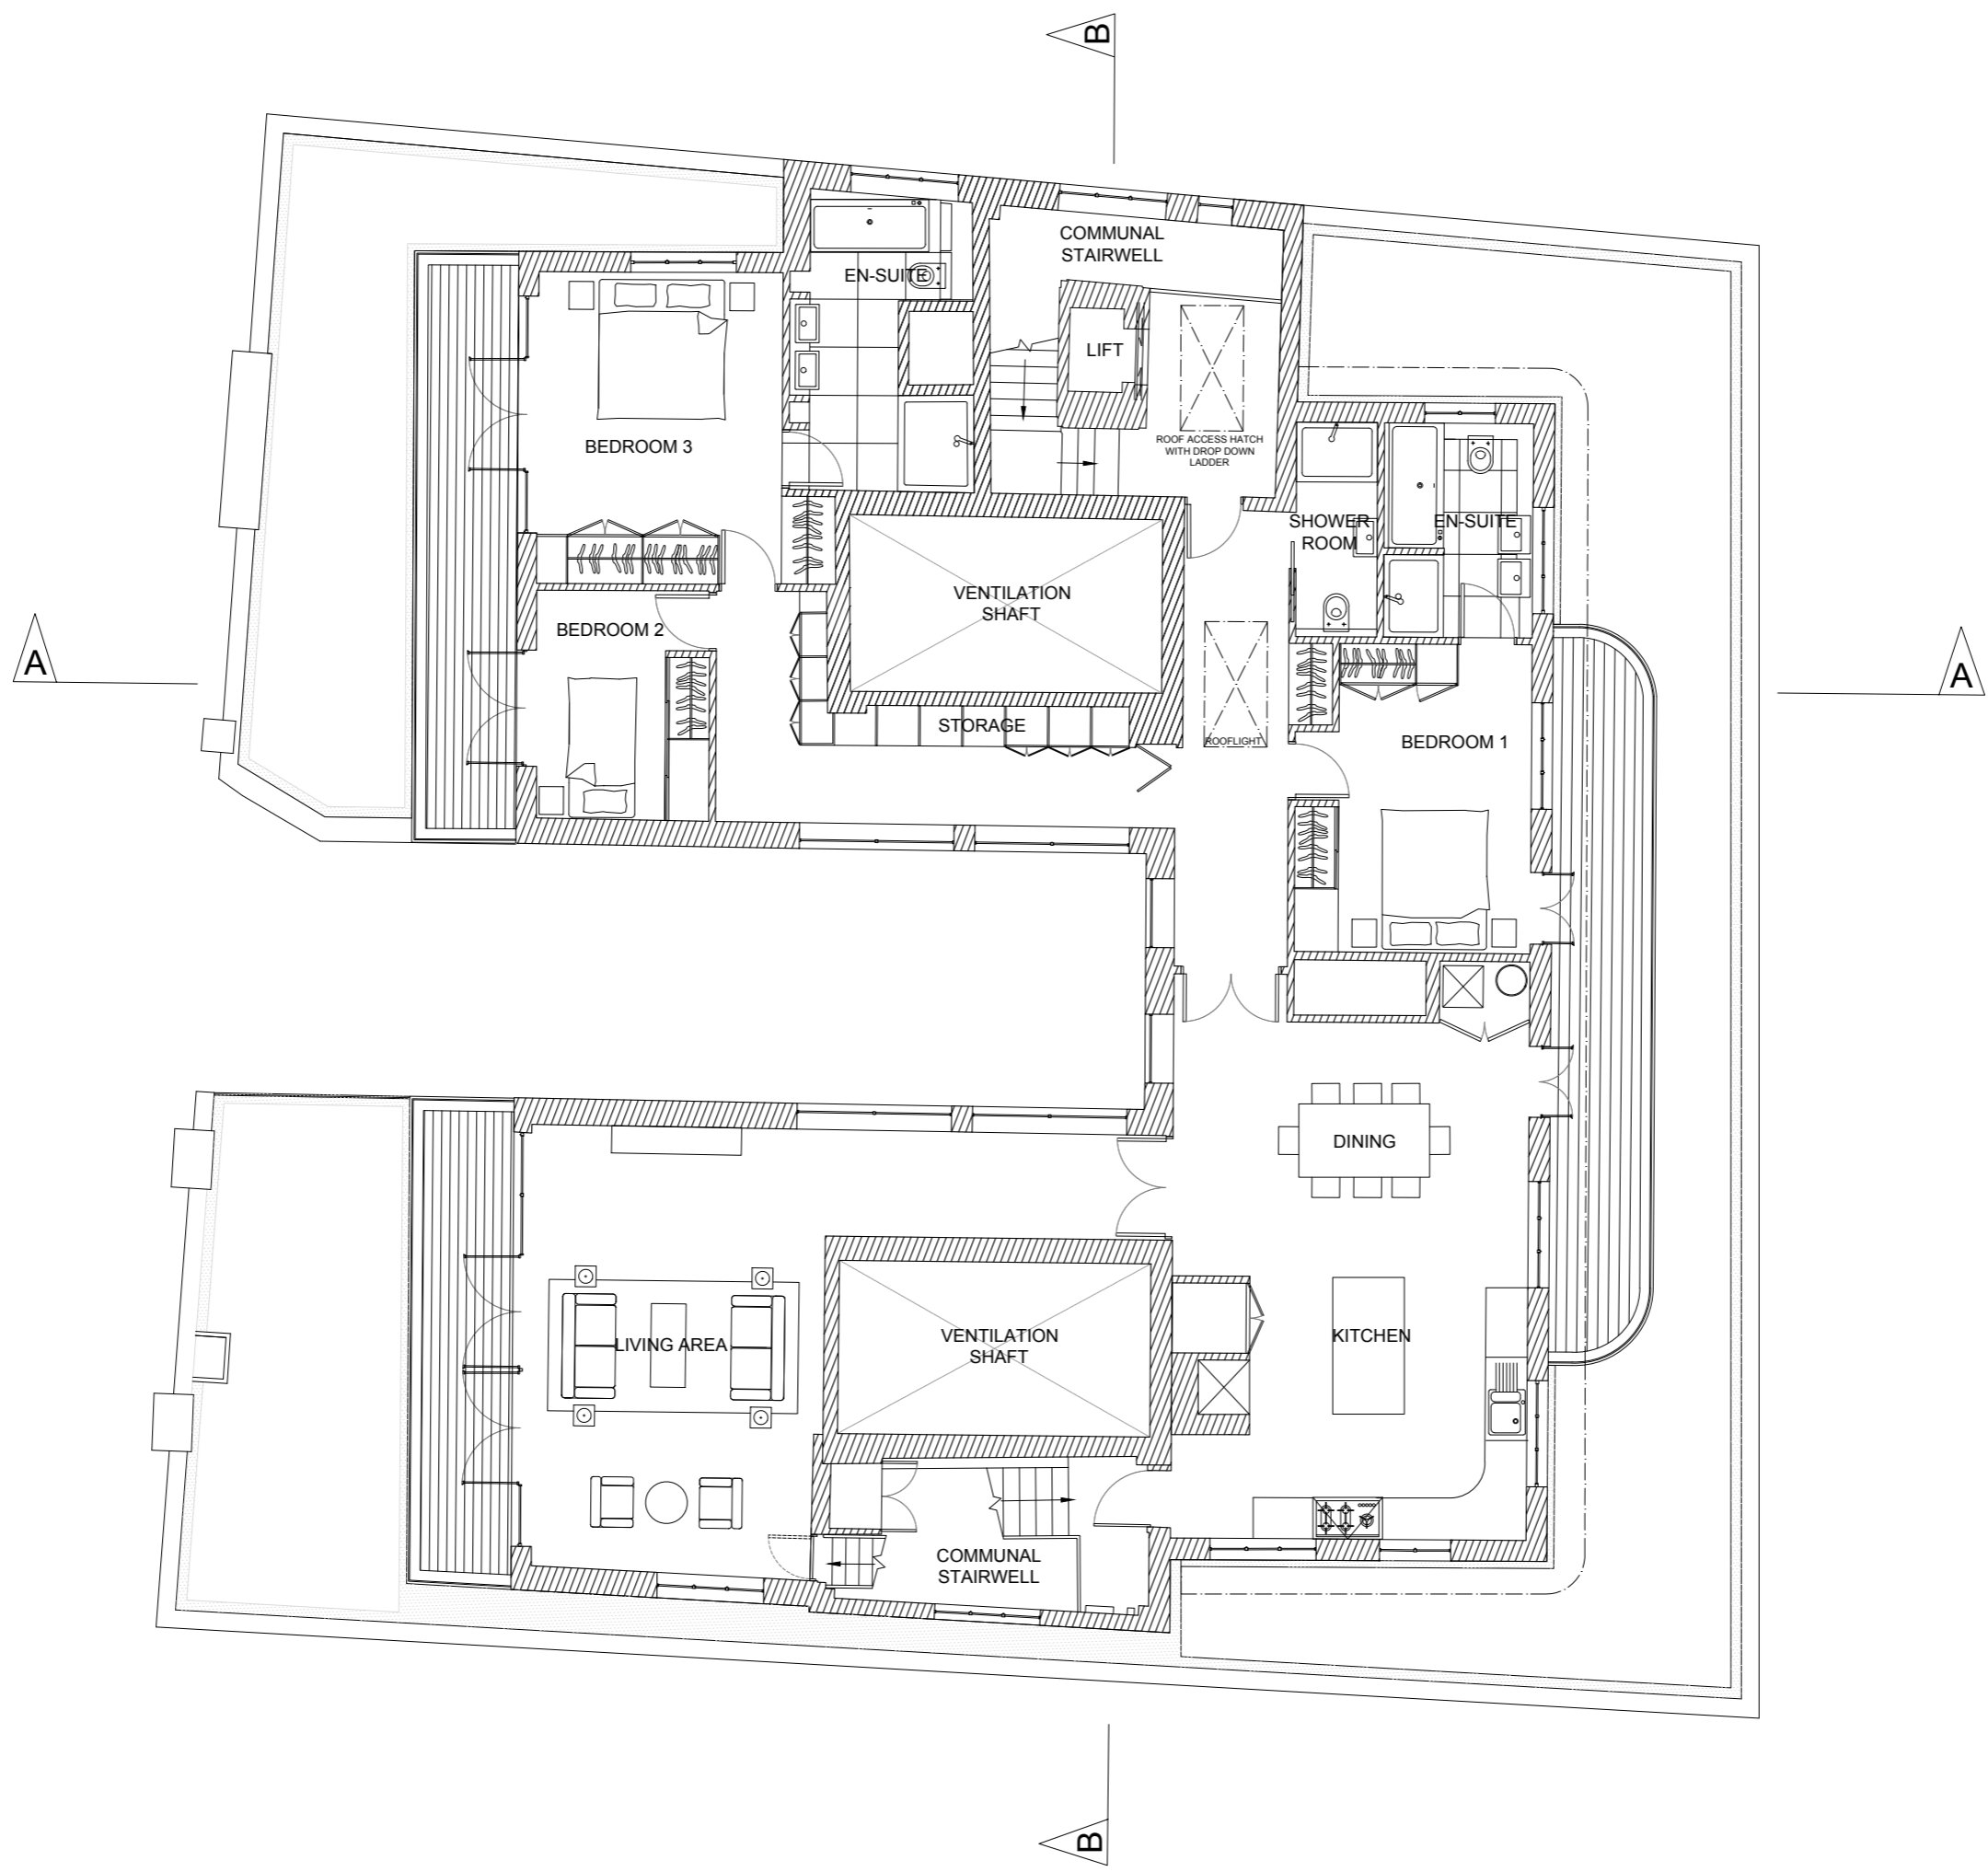 B
COMMUNAL
STAIRWELL
EN-SUITE
LIFT
BEDROOM 3
ROOF ACCESS HATCH
WITH DROP DOWN
LADDER
SHOWER
ROOM
EN-SUITE
VENTILATION
SHAFT
BEDROOM 2
A
A
STORAGE
ROOFLIGHT
BEDROOM 1
DINING
LIVING AREA
VENTILATION
SHAFT
KITCHEN
COMMUNAL
STAIRWELL
B